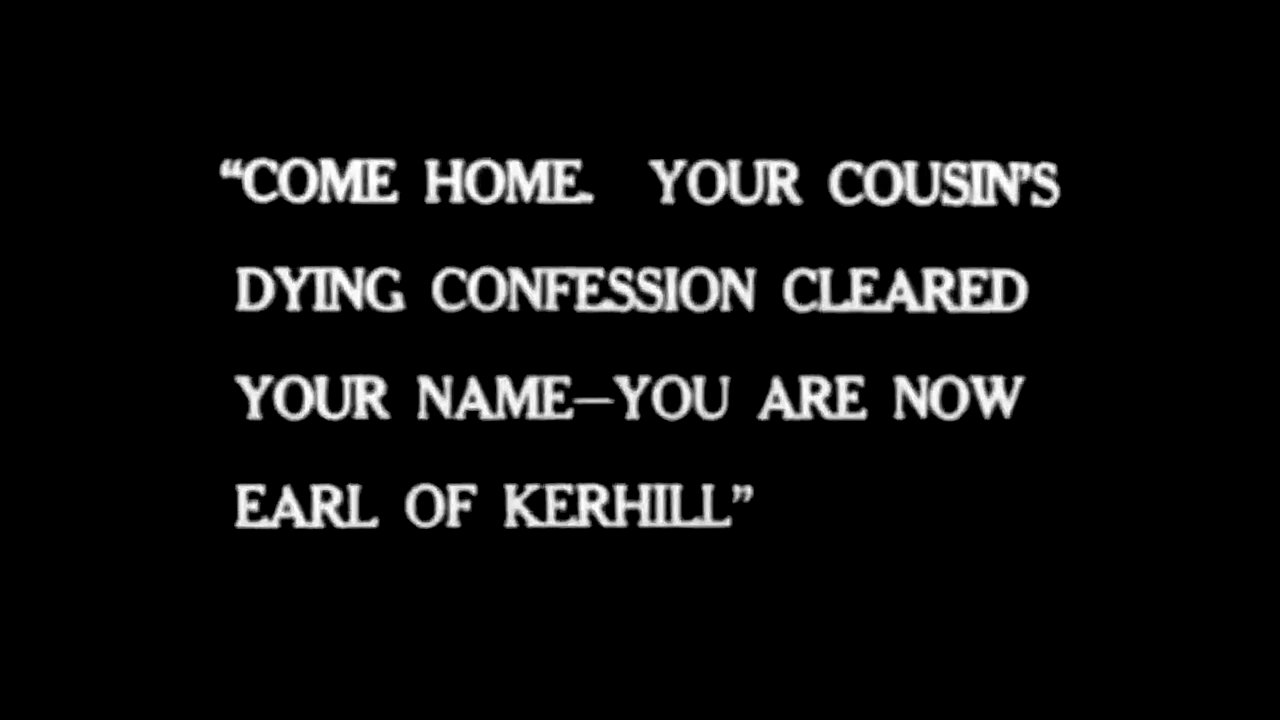 “COME HOME. YOUR COUSIN’S
DYING CONFESSION CLEARED
YOUR NAME—YOU ARE NOW
EARL OF KERHILL”